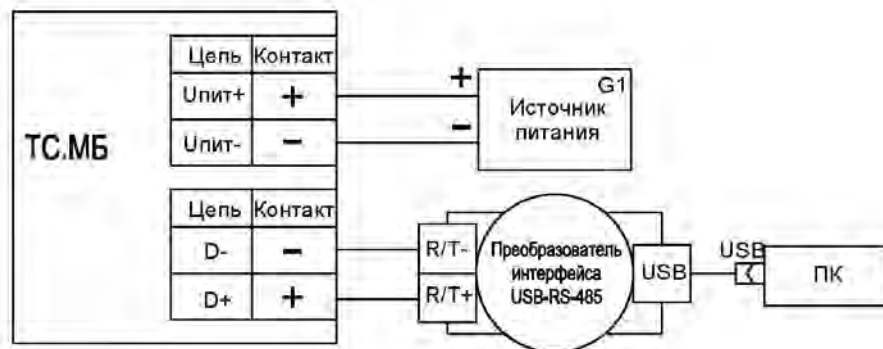 ТС.МБ
Цепь Контакт
Uпит+ +
Uпит- -
+
-
G1
Источник
питания
Цепь Контакт
D- -
D+ +
R/T-
R/T+
Преобразователь
интерфейса
USB-RS-485
USB
USB
ПК